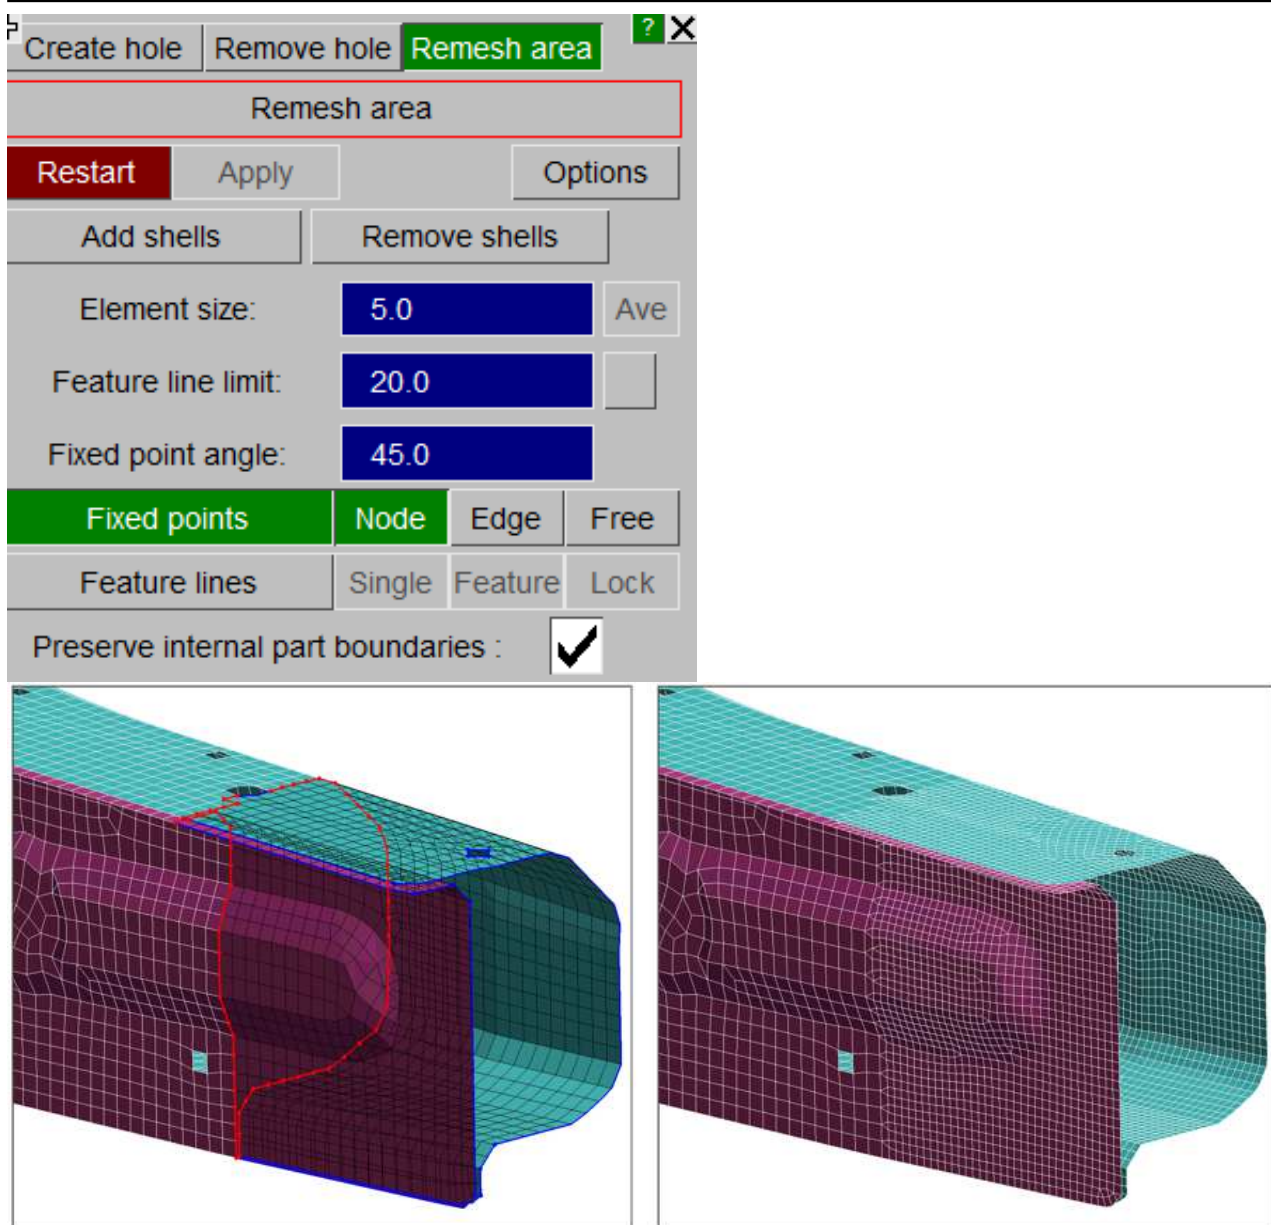 ? X
Create hole Remove hole Remesh area
Remesh area
Restart Apply Options
Add shells Remove shells
Element size: 5.0 Ave
Feature line limit: 20.0
Fixed point angle: 45.0
Fixed points Node Edge Free
Feature lines Single Feature Lock
Preserve internal part boundaries :